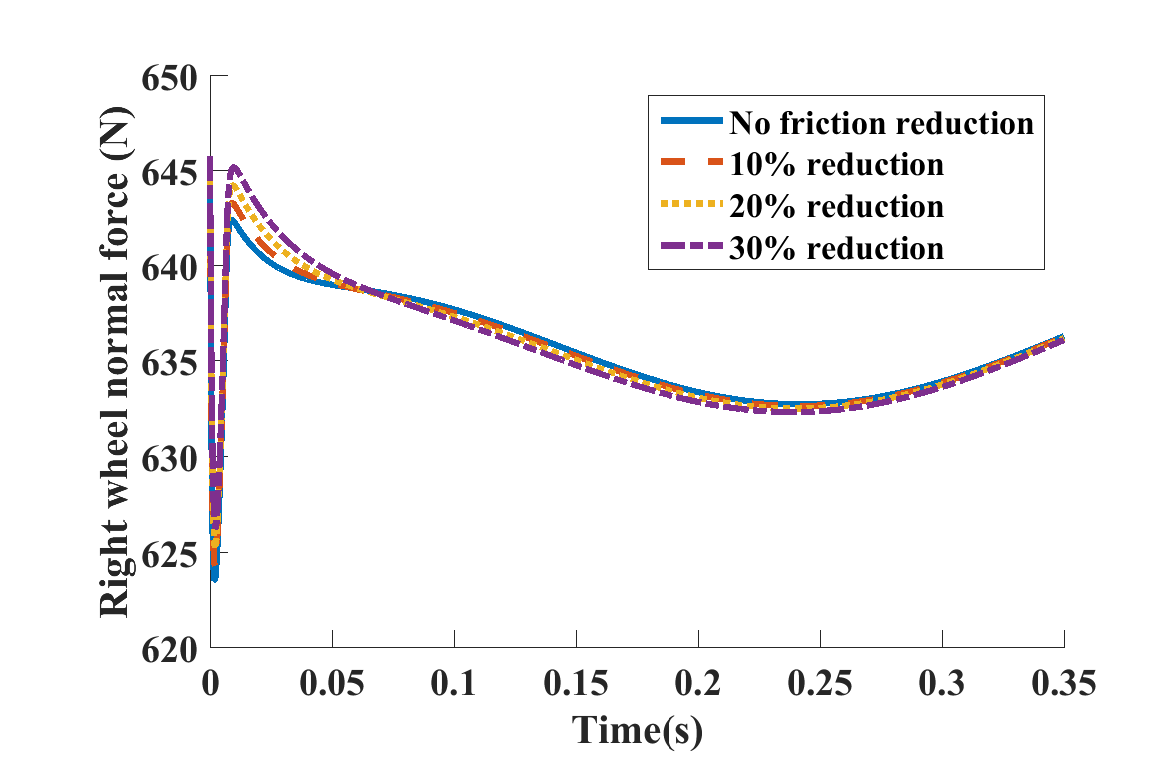 Right wheel normal force (N)
650
645
640
635
630
625
620
No friction reduction
10% reduction
20% reduction
30% reduction
0 0.05 0.1 0.15 0.2 0.25 0.3 0.35
Time(s)